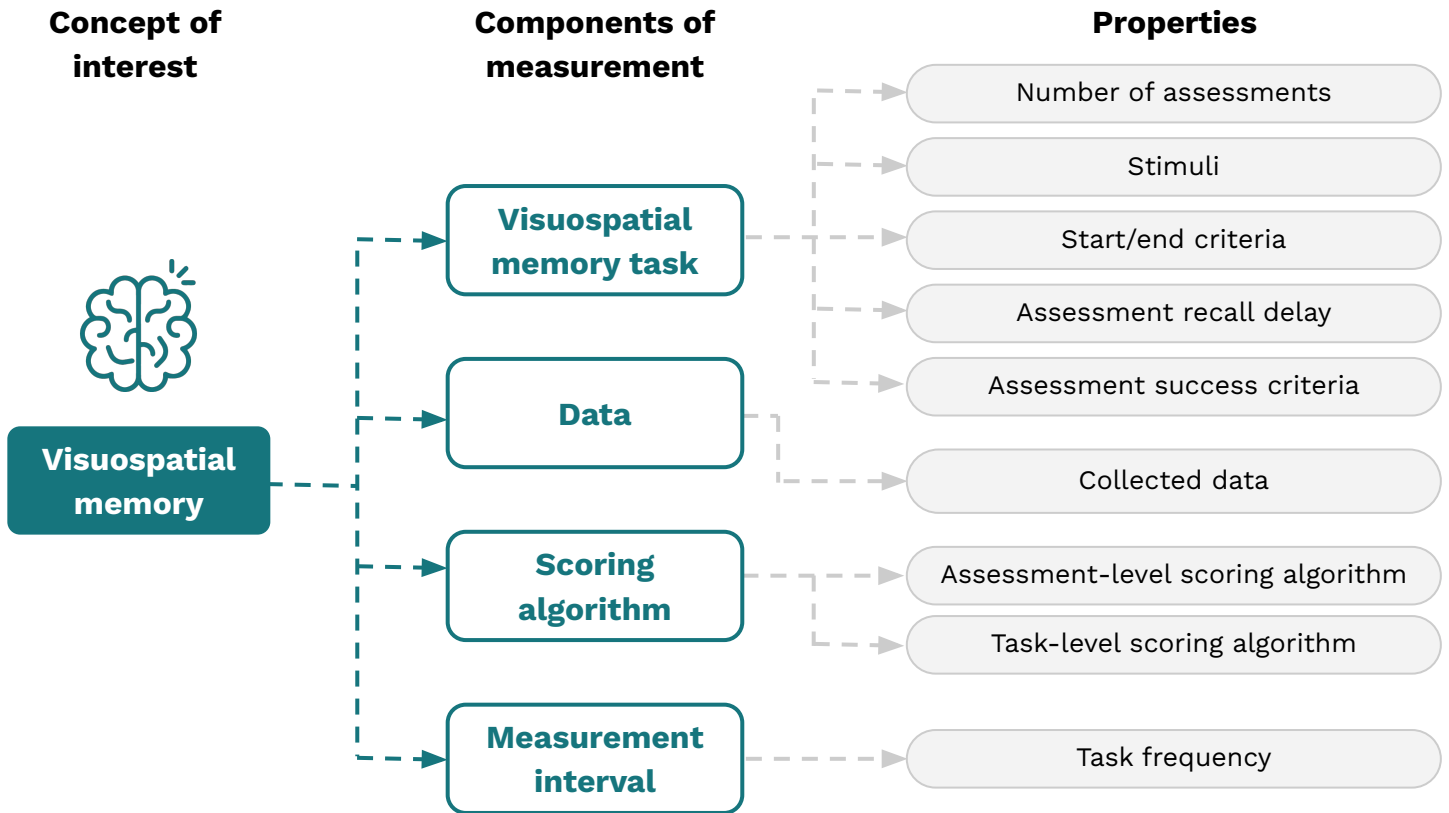 Concept of
interest
Components of
measurement
Properties
Visuospatial
memory
Visuospatial
memory task
Data
Scoring
algorithm
Measurement
interval
Number of assessments
Stimuli
Start/end criteria
Assessment recall delay
Assessment success criteria
Collected data
Assessment-level scoring algorithm
Task-level scoring algorithm
Task frequency